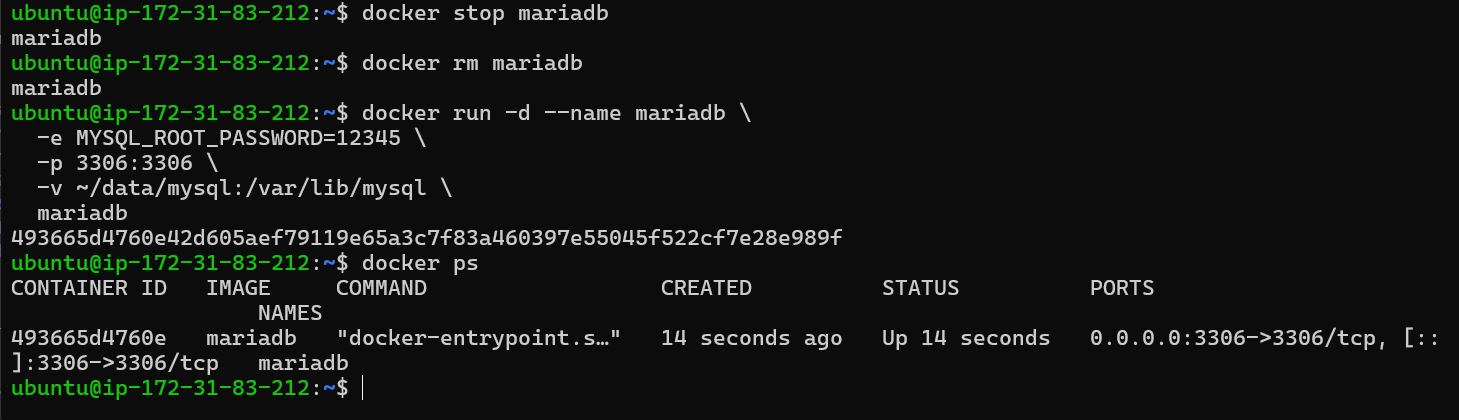 ubuntu@ip-172-31-83-212:~$ docker stop mariadb
mariadb
ubuntu@ip-172-31-83-212:~$ docker rm mariadb
mariadb
ubuntu@ip-172-31-83-212:~$ docker run -d --name mariadb \
  -e MYSQL_ROOT_PASSWORD=12345 \
  -p 3306:3306 \
  -v ~/data/mysql:/var/lib/mysql \
  mariadb
493665d4760e42d605aef79119e65a3c7f83a460397e55045f522cf7e28e989f
ubuntu@ip-172-31-83-212:~$ docker ps
CONTAINER ID   IMAGE     COMMAND                  CREATED          STATUS          PORTS
                   NAMES
493665d4760e   mariadb   "docker-entrypoint.s…"   14 seconds ago   Up 14 seconds   0.0.0.0:3306->3306/tcp, [::
]:3306->3306/tcp   mariadb
ubuntu@ip-172-31-83-212:~$